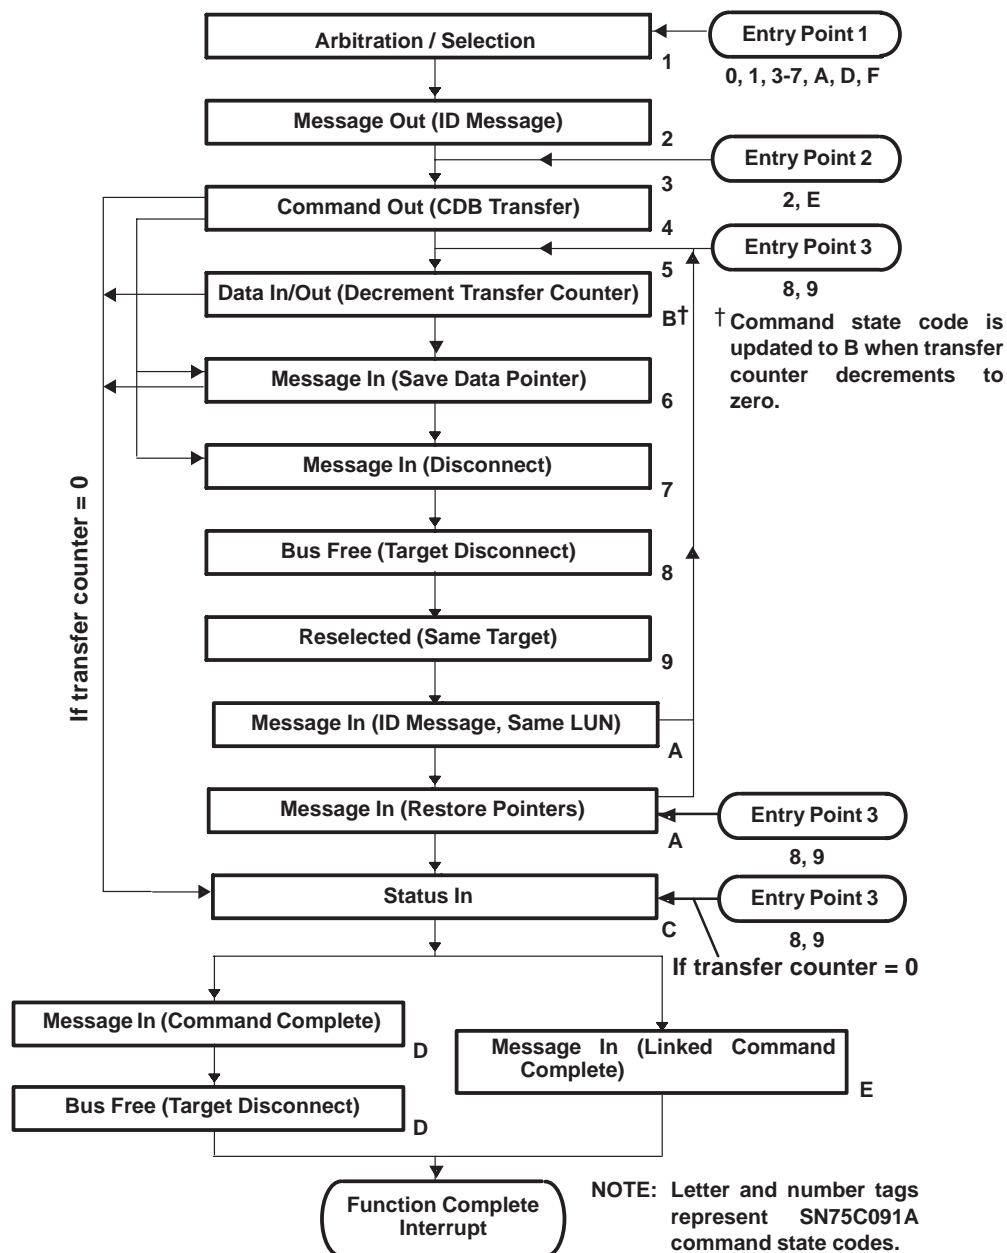 Arbitration / Selection
1
Entry Point 1
0, 1, 3-7, A, D, F
Message Out (ID Message)
2
Entry Point 2
2, E
3
Command Out (CDB Transfer)
4
Entry Point 3
8, 9
5
Data In/Out (Decrement Transfer Counter)
B†
† Command state code is
updated to B when transfer
counter decrements to
zero.
Message In (Save Data Pointer)
6
Message In (Disconnect)
7
If transfer counter = 0
Bus Free (Target Disconnect)
8
Reselected (Same Target)
9
Message In (ID Message, Same LUN)
A
Message In (Restore Pointers)
A
Entry Point 3
8, 9
Status In
C
Entry Point 3
8, 9
If transfer counter = 0
Message In (Command Complete)
D
Message In (Linked Command
Complete)
E
Bus Free (Target Disconnect)
D
Function Complete
Interrupt
NOTE: Letter and number tags
represent SN75C091A
command state codes.